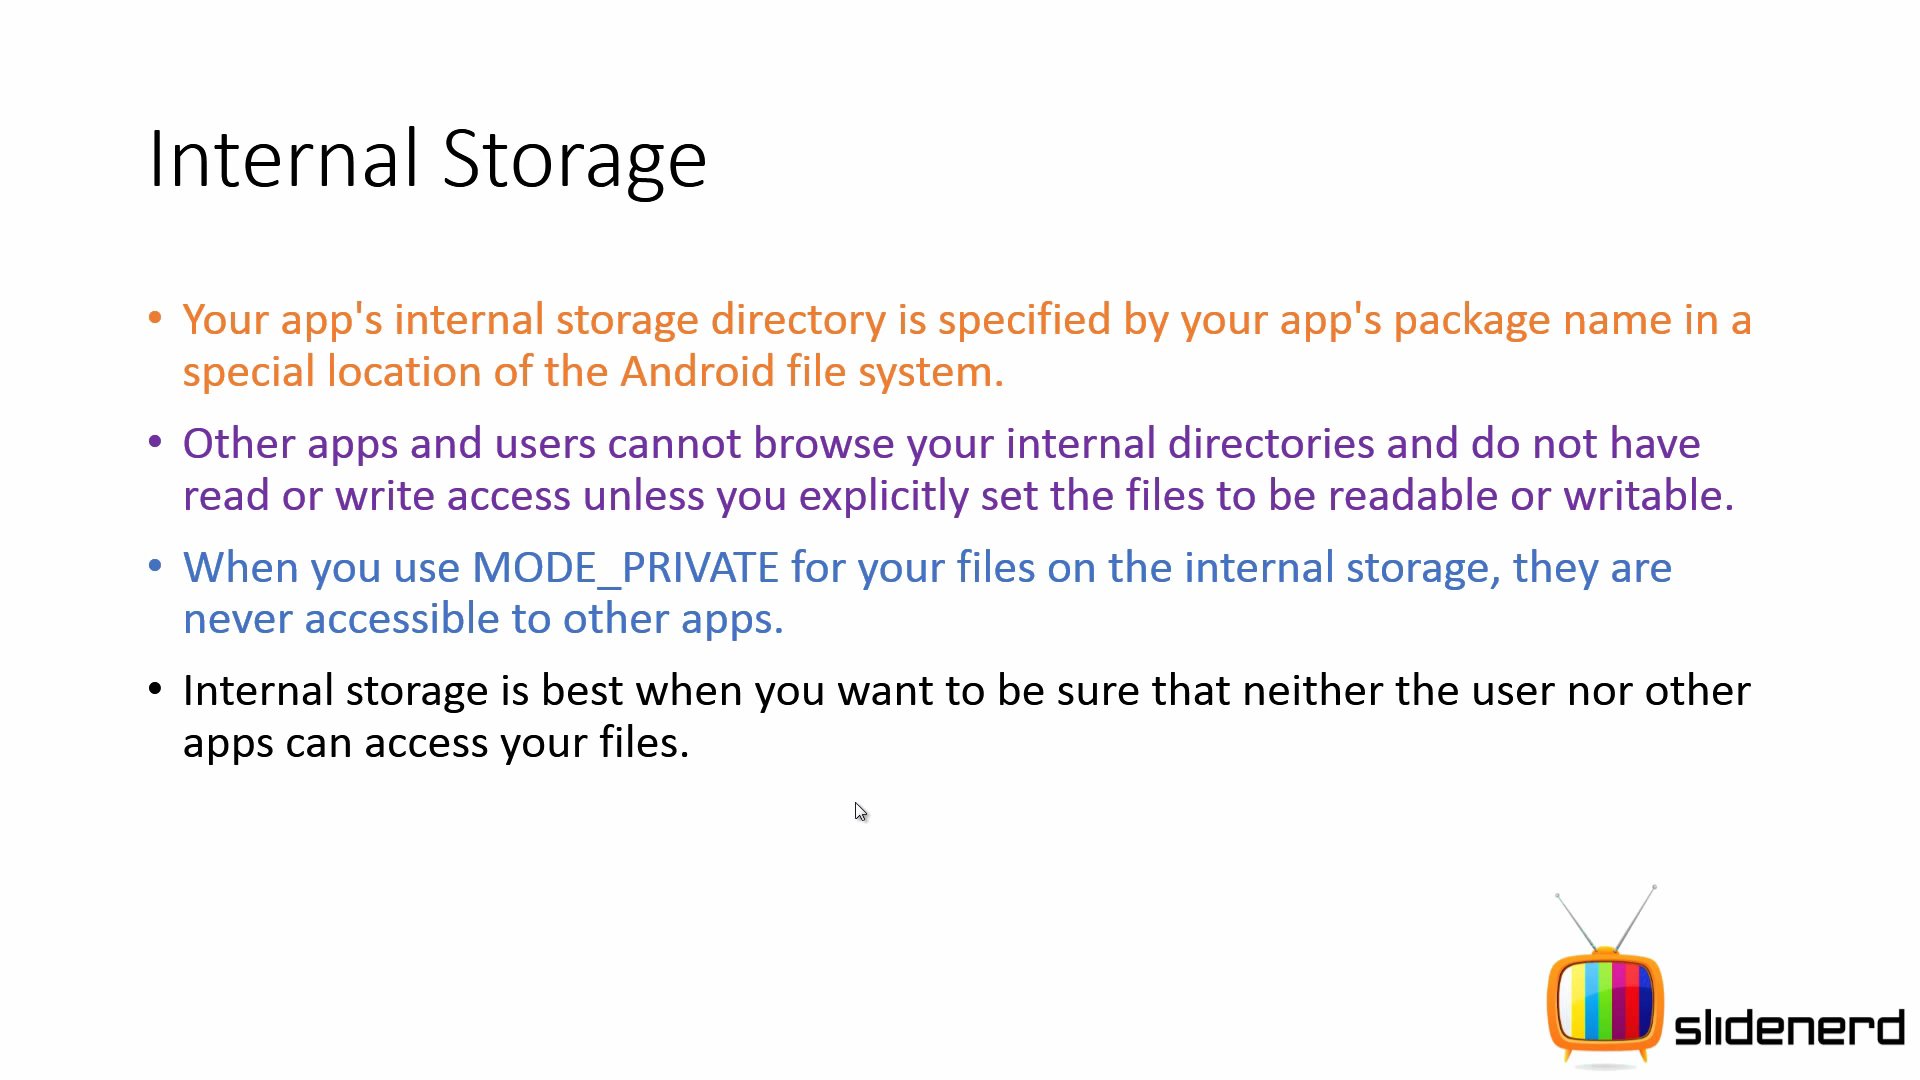 Internal Storage
• Your app's internal storage directory is specified by your app's package name in a
special location of the Android file system.
• Other apps and users cannot browse your internal directories and do not have
read or write access unless you explicitly set the files to be readable or writable.
• When you use MODE_PRIVATE for your files on the internal storage, they are
never accessible to other apps.
• Internal storage is best when you want to be sure that neither the user nor other
apps can access your files.
slidenerd